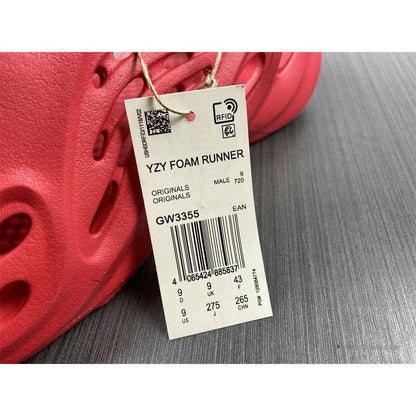 RFID
YZY FOAM RUNNER
ORIGINALS MALE 9
ORIGINALS 720
GW3355 EAN
4 065424 885837
9 9 43
D UK F
9 275 265
US J CHN